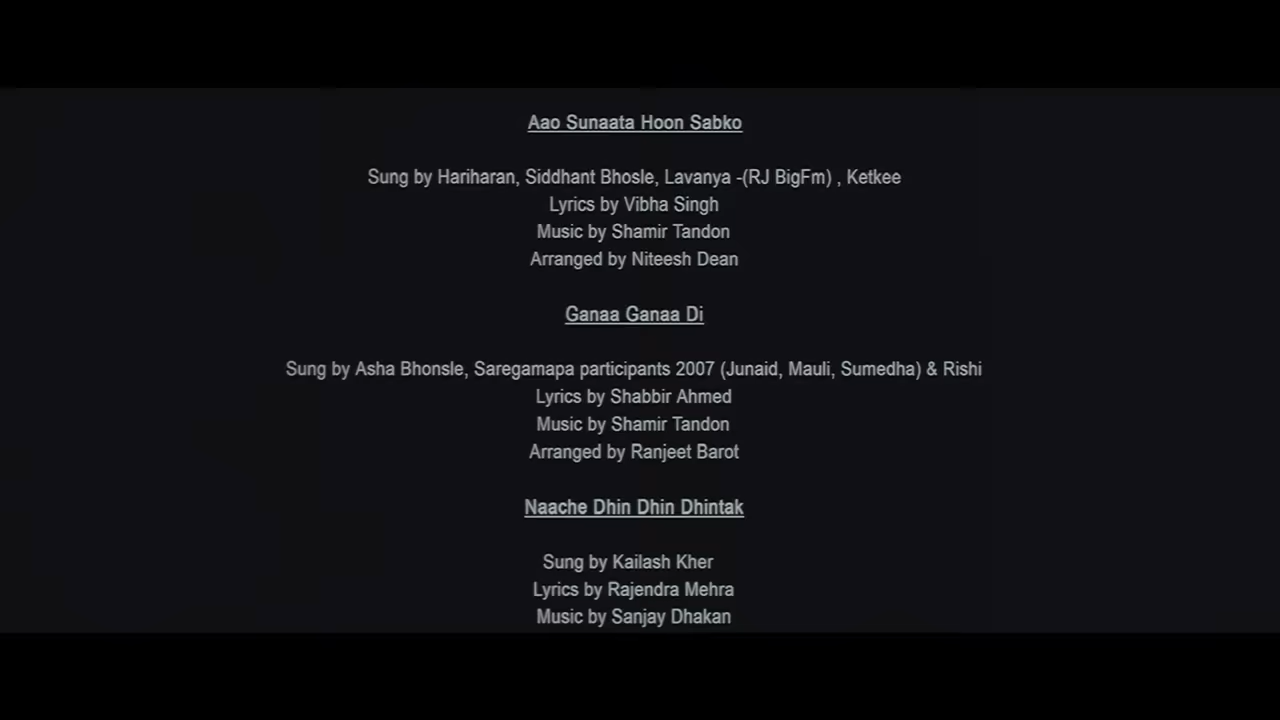 Aao Sunaata Hoon Sabko
Sung by Hariharan, Siddhant Bhosle, Lavanya -(RJ BigFm) , Ketkee
Lyrics by Vibha Singh
Music by Shamir Tandon
Arranged by Niteesh Dean
Ganaa Ganaa Di
Sung by Asha Bhonsle, Saregamapa participants 2007 (Junaid, Mauli, Sumedha) & Rishi
Lyrics by Shabbir Ahmed
Music by Shamir Tandon
Arranged by Ranjeet Barot
Naache Dhin Dhin Dhintak
Sung by Kailash Kher
Lyrics by Rajendra Mehra
Music by Sanjay Dhakan